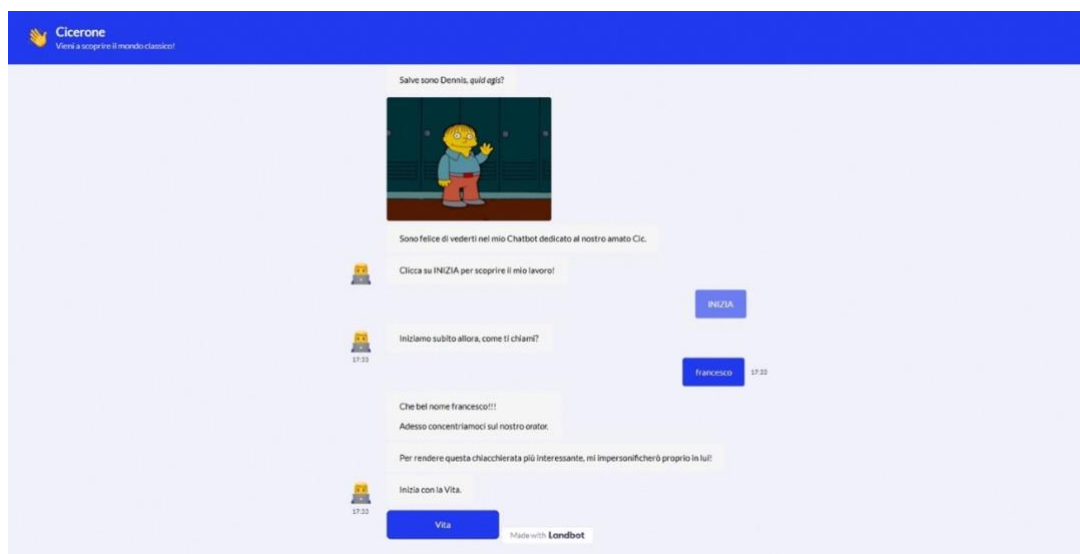 Cicerone
Vieni a scoprire il mondo classico!
Salve sono Dennis, quid agis?
Sono felice di vederti nel mio Chatbot dedicato al nostro amato Cic.
Clicca su INIZIA per scoprire il mio lavoro!
INIZIA
Iniziamo subito allora, come ti chiami?
17:33
francesco 17:33
Che bel nome francesco!!!
Adesso concentriamoci sul nostro orator.
Per rendere questa chiacchierata più interessante, mi impersonificherò proprio in lui!
Inizia con la Vita.
17:33
Vita
Made with Landbot